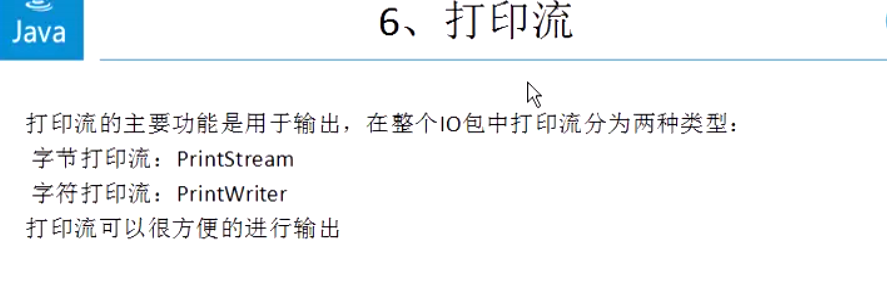 Java
6、打印流
打印流的主要功能是用于输出，在整个IO包中打印流分为两种类型：
字节打印流：PrintStream
字符打印流：PrintWriter
打印流可以很方便的进行输出